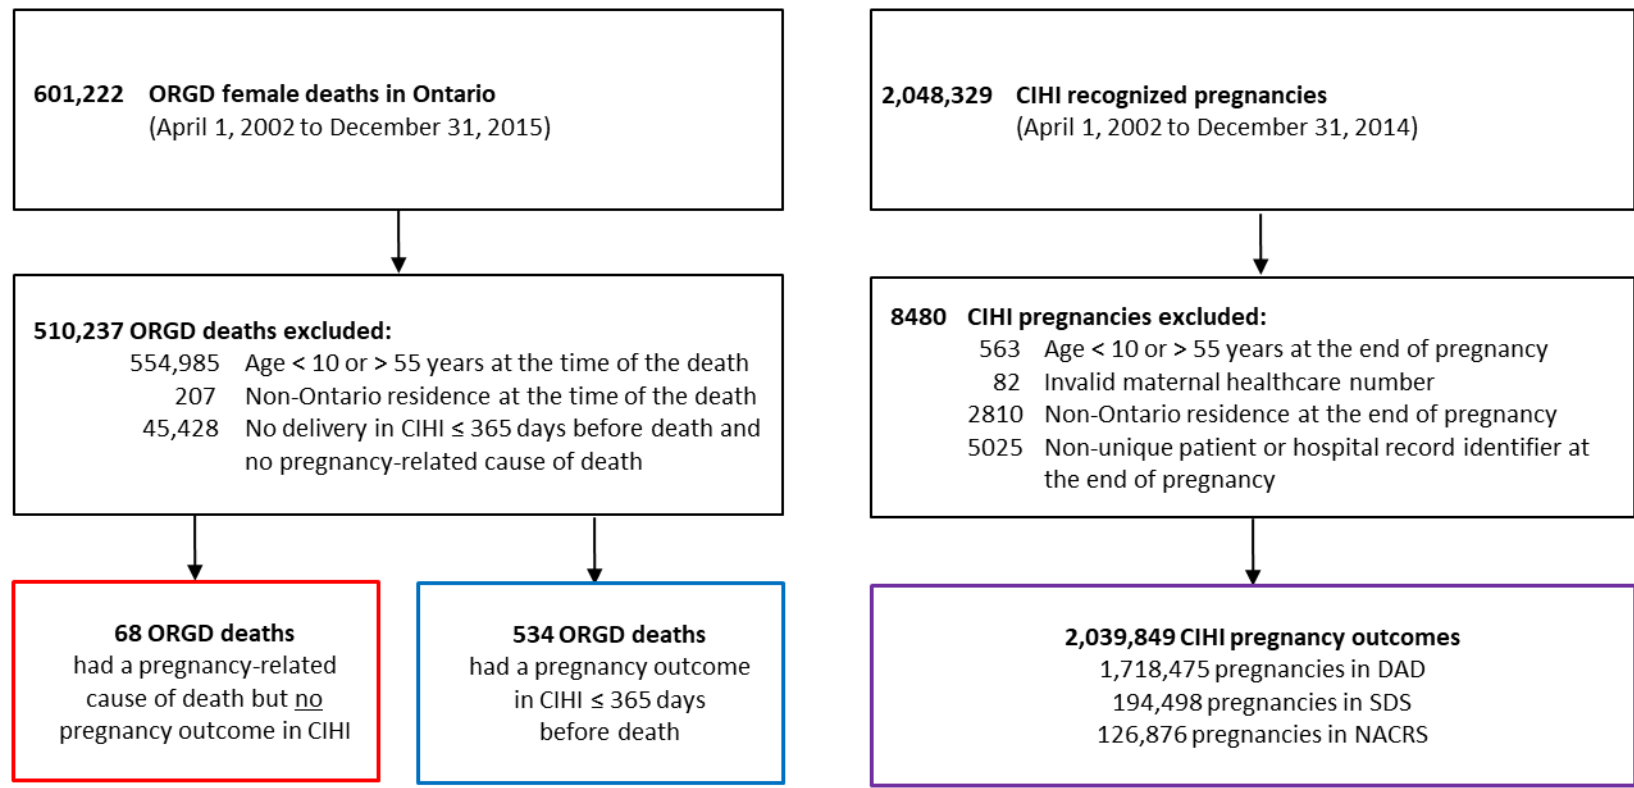 601,222 ORGD female deaths in Ontario
(April 1, 2002 to December 31, 2015)
510,237 ORGD deaths excluded:
554,985 Age < 10 or > 55 years at the time of the death
207 Non-Ontario residence at the time of the death
45,428 No delivery in CIHI ≤ 365 days before death and
no pregnancy-related cause of death
68 ORGD deaths
had a pregnancy-related
cause of death but no
pregnancy outcome in CIHI
534 ORGD deaths
had a pregnancy outcome
in CIHI ≤ 365 days
before death
2,048,329 CIHI recognized pregnancies
(April 1, 2002 to December 31, 2014)
8480 CIHI pregnancies excluded:
563 Age < 10 or > 55 years at the end of pregnancy
82 Invalid maternal healthcare number
2810 Non-Ontario residence at the end of pregnancy
5025 Non-unique patient or hospital record identifier at
the end of pregnancy
2,039,849 CIHI pregnancy outcomes
1,718,475 pregnancies in DAD
194,498 pregnancies in SDS
126,876 pregnancies in NACRS